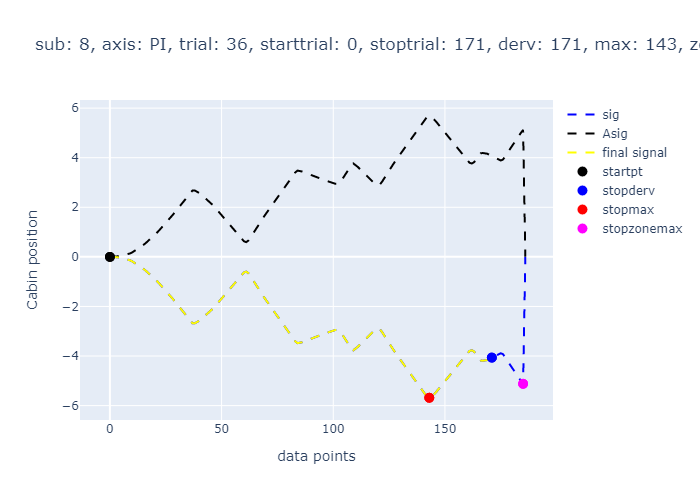 sub: 8, axis: PI, trial: 36, starttrial: 0, stoptrial: 171, derv: 171, max: 143,
6
4
2
0
−2
−4
−6
Cabin position
0
50
100
150
data points
sig
Asig
final signal
startpt
stopderv
stopmax
stopzonemax